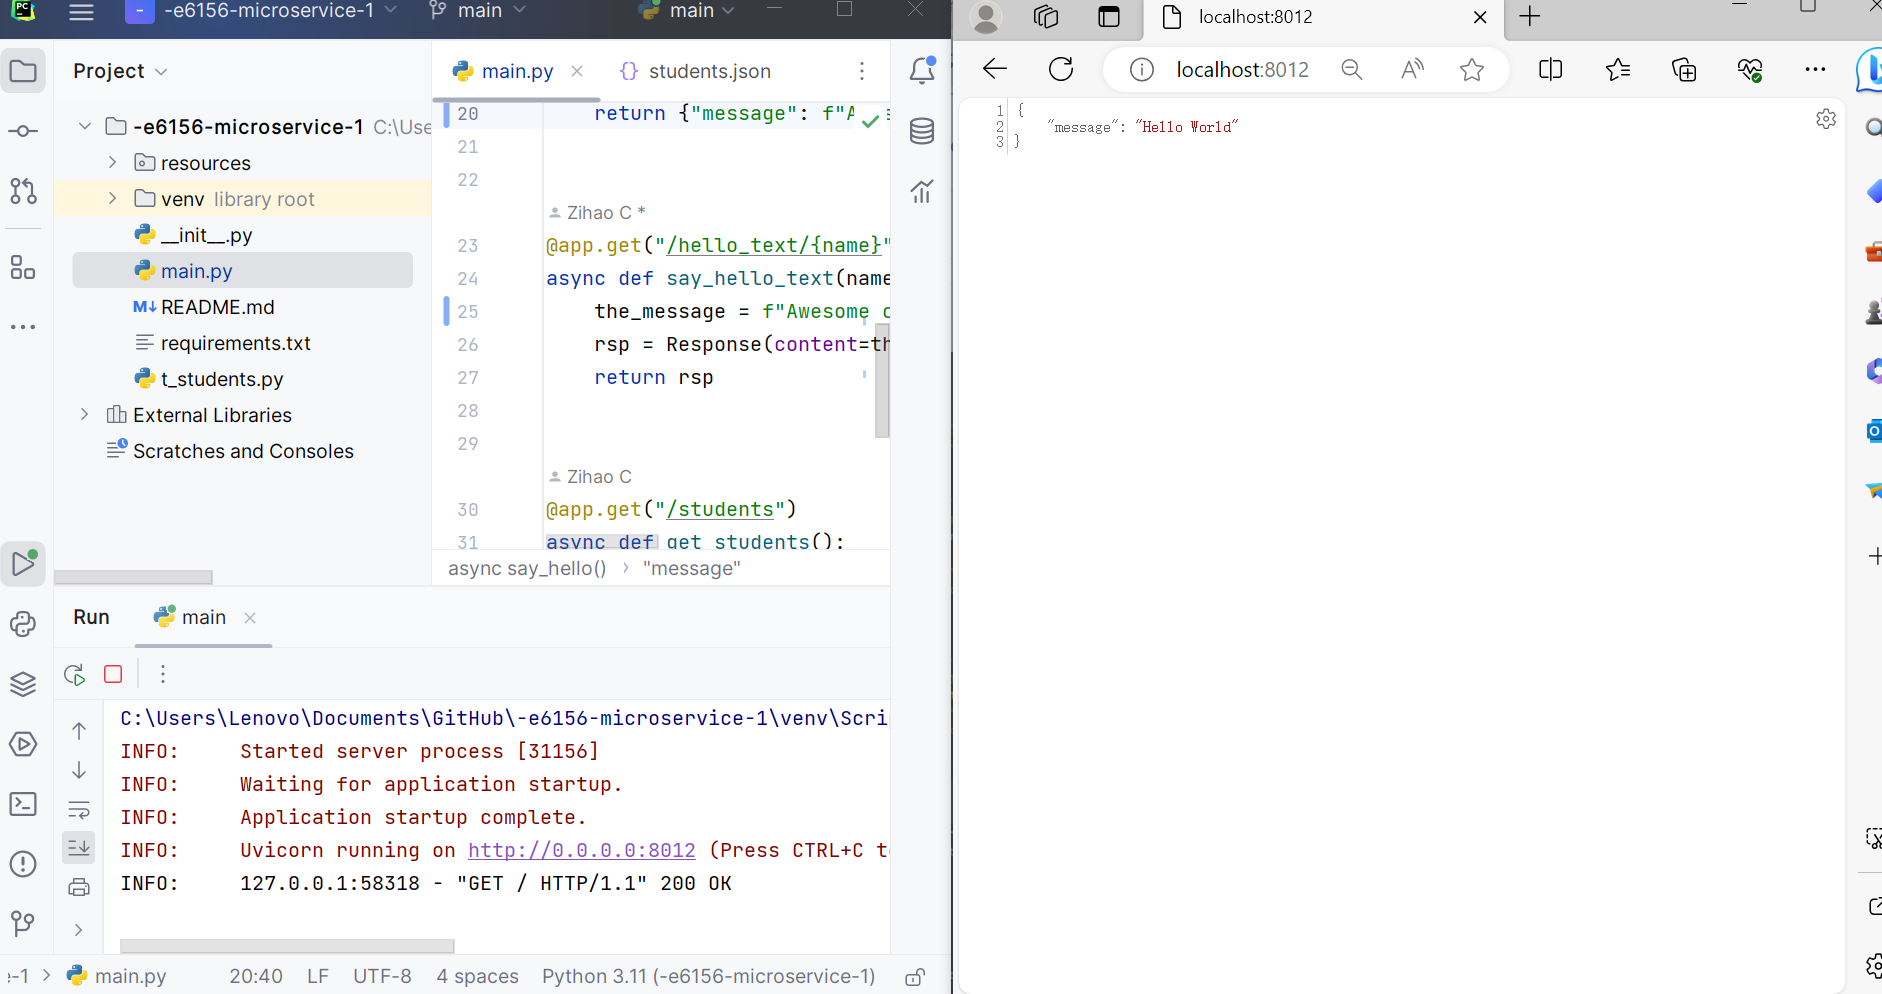 PC
-
-e6156-microservice-1
main
main
Project
-e6156-microservice-1 C:\Use
resources
venv library root
__init__.py
main.py
M↓ README.md
requirements.txt
t_students.py
External Libraries
Scratches and Consoles
main.py
{} students.json
20 return {"message": f"A
21
22
Zihao C *
23 @app.get("/hello_text/{name}"
24 async def say_hello_text(name
25 the_message = f"Awesome c
26 rsp = Response(content=th
27 return rsp
28
29
Zihao C
30 @app.get("/students")
31 async def get_students():
async say_hello() › "message"
Run
main
C:\Users\Lenovo\Documents\GitHub\-e6156-microservice-1\venv\Scri
INFO: Started server process [31156]
INFO: Waiting for application startup.
INFO: Application startup complete.
INFO: Uvicorn running on http://0.0.0.0:8012 (Press CTRL+C t
INFO: 127.0.0.1:58318 - "GET / HTTP/1.1" 200 OK
-1 › main.py
20:40 LF UTF-8 4 spaces Python 3.11 (-e6156-microservice-1)
localhost:8012
localhost:8012
1 {
2 "message": "Hello World"
3 }